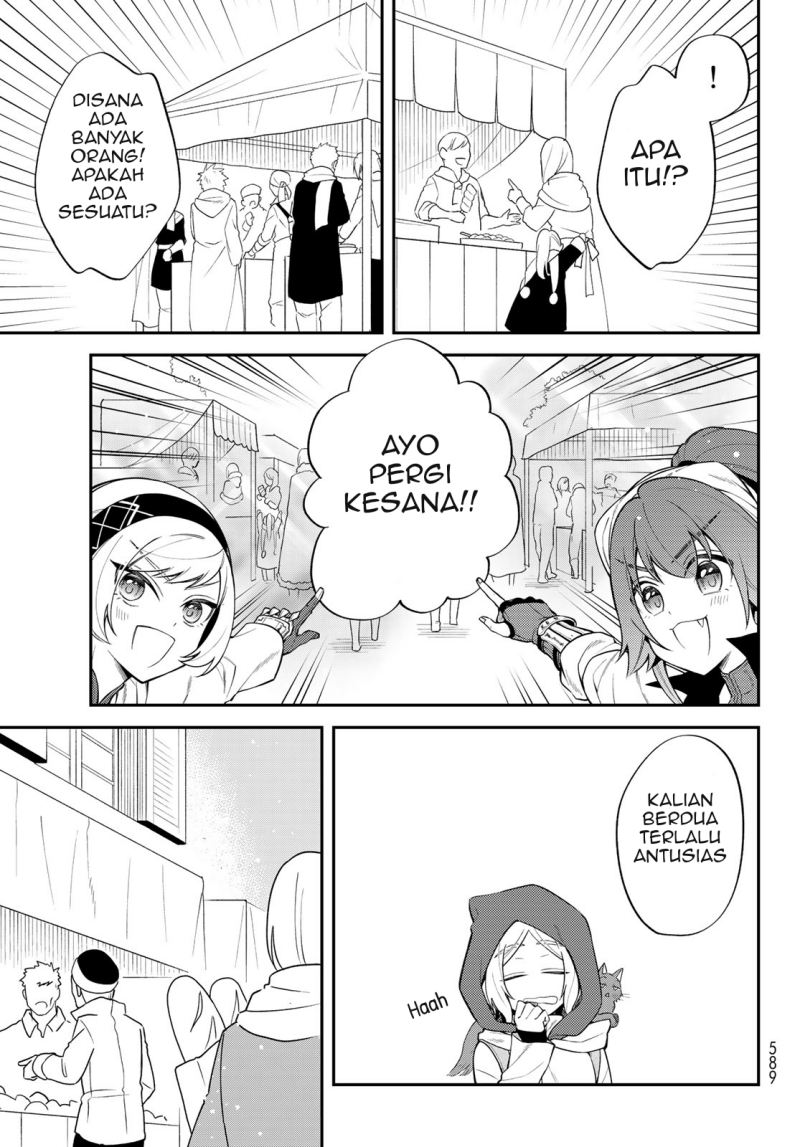 !
APA
ITU!?
DISANA
ADA
BANYAK
ORANG!
APAKAH
ADA
SESUATU?
AYO
PERGI
KESANA!!
KALIAN
BERDUA
TERLALU
ANTUSIAS
Haah
589